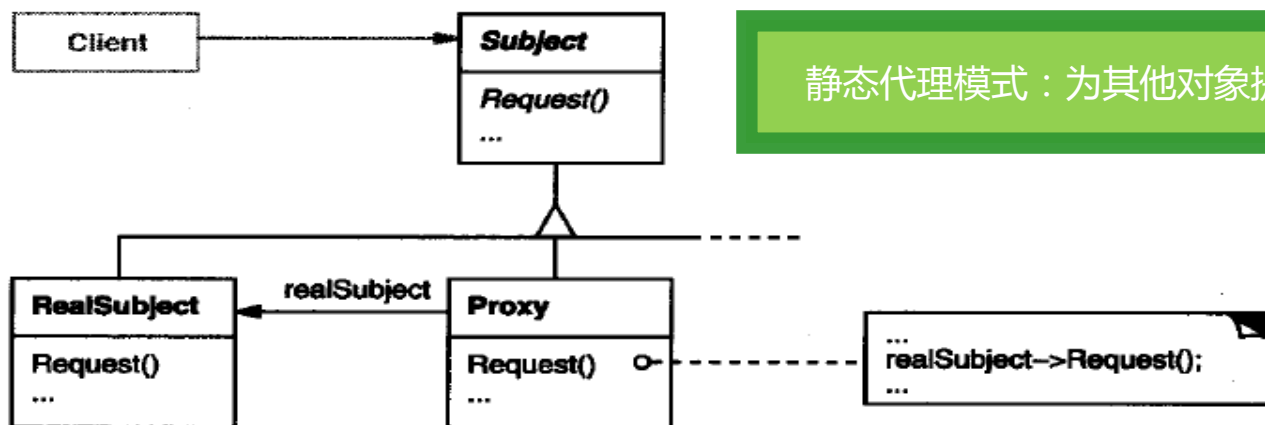 Client
Subject
Request()
...
静态代理模式：为其他对象
RealSubject
Request()
...
realSubject
Proxy
Request()
...
...
realSubject->Request();
...